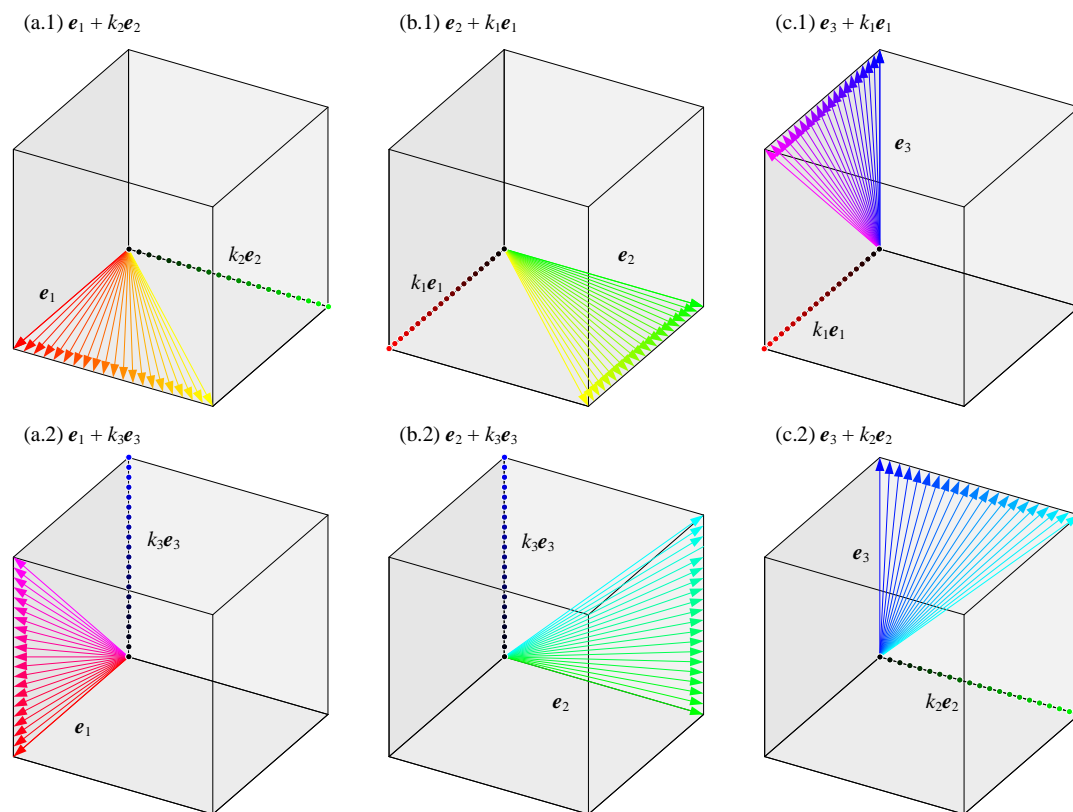 (a.1) e₁ + k₂e₂
(b.1) e₂ + k₁e₁
(c.1) e₃ + k₁e₁
e₃
k₂e₂
e₂
k₁e₁
e₁
k₁e₁
(a.2) e₁ + k₃e₃
(b.2) e₂ + k₃e₃
(c.2) e₃ + k₂e₂
k₃e₃
k₃e₃
e₃
e₁
e₂
k₂e₂